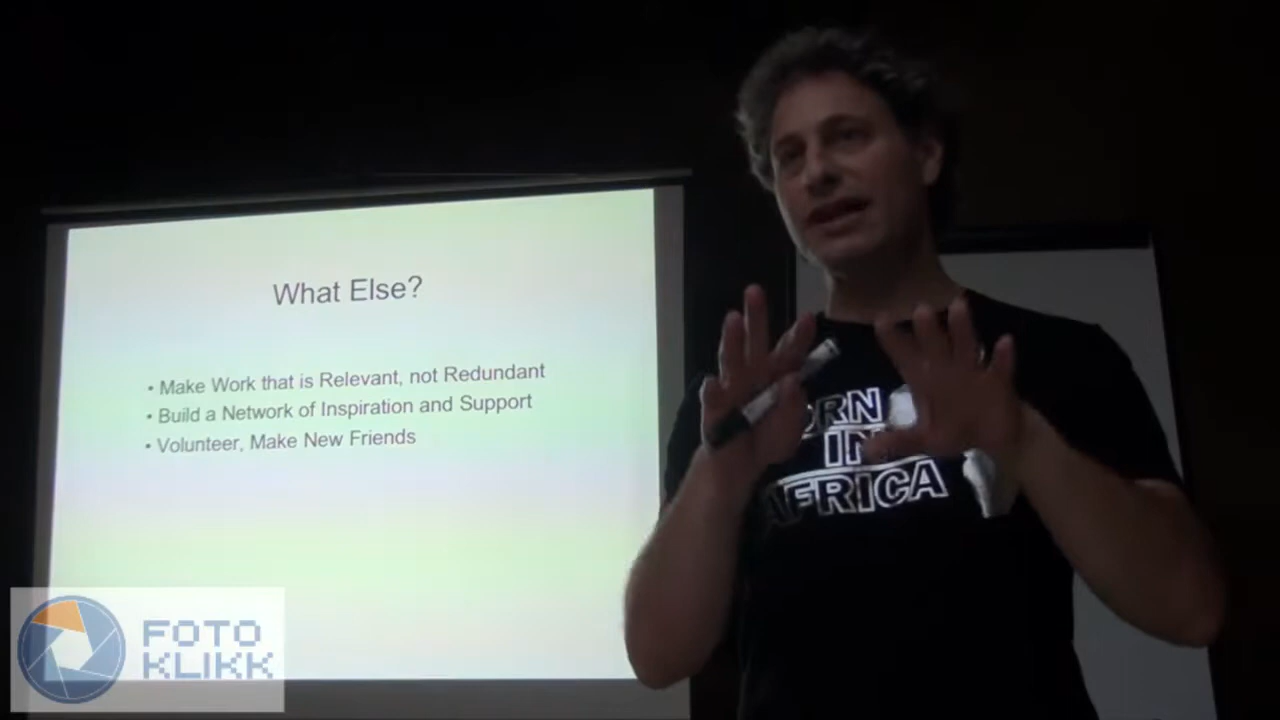 What Else?
• Make Work that is Relevant, not Redundant
• Build a Network of Inspiration and Support
• Volunteer, Make New Friends
IN
AFRICA
FOTO
KLIKK